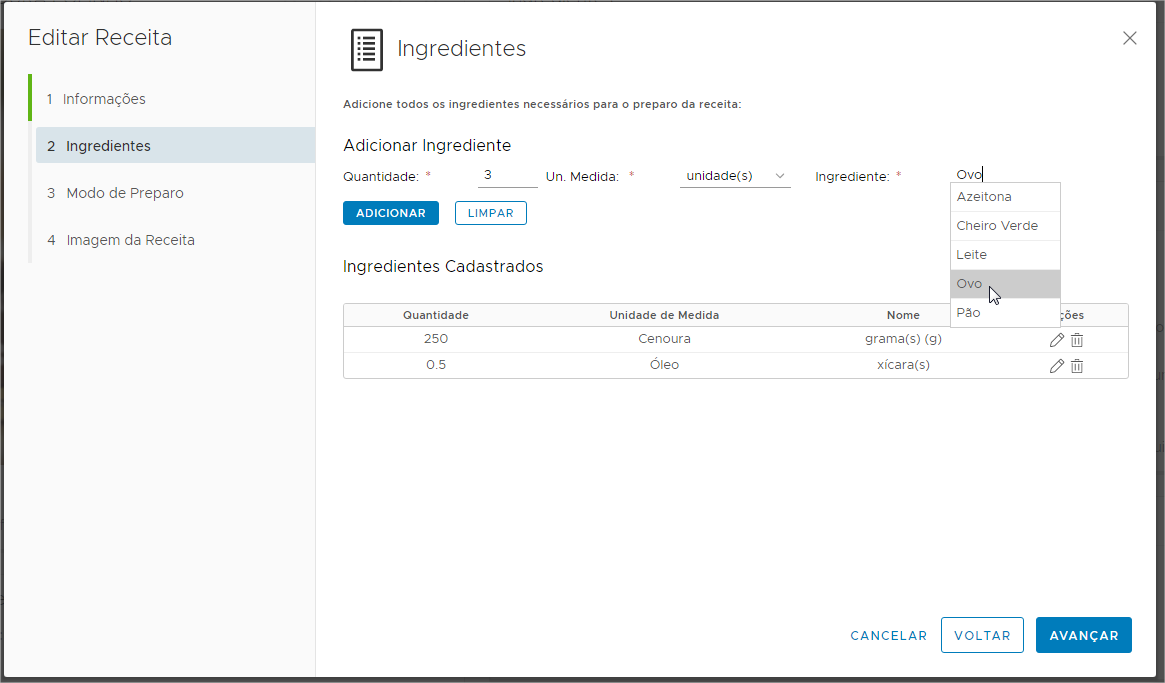 Editar Receita
1 Informações
2 Ingredientes
3 Modo de Preparo
4 Imagem da Receita
Ingredientes
Adicione todos os ingredientes necessários para o preparo da receita:
Adicionar Ingrediente
Quantidade: * 3 Un. Medida: * unidade(s) Ingrediente: * Ovo
Azeitona
Cheiro Verde
Leite
Ovo
Pão
ADICIONAR LIMPAR
Ingredientes Cadastrados
Quantidade Unidade de Medida Nome ções
250 Cenoura grama(s) (g)
0.5 Óleo xícara(s)
CANCELAR VOLTAR AVANÇAR